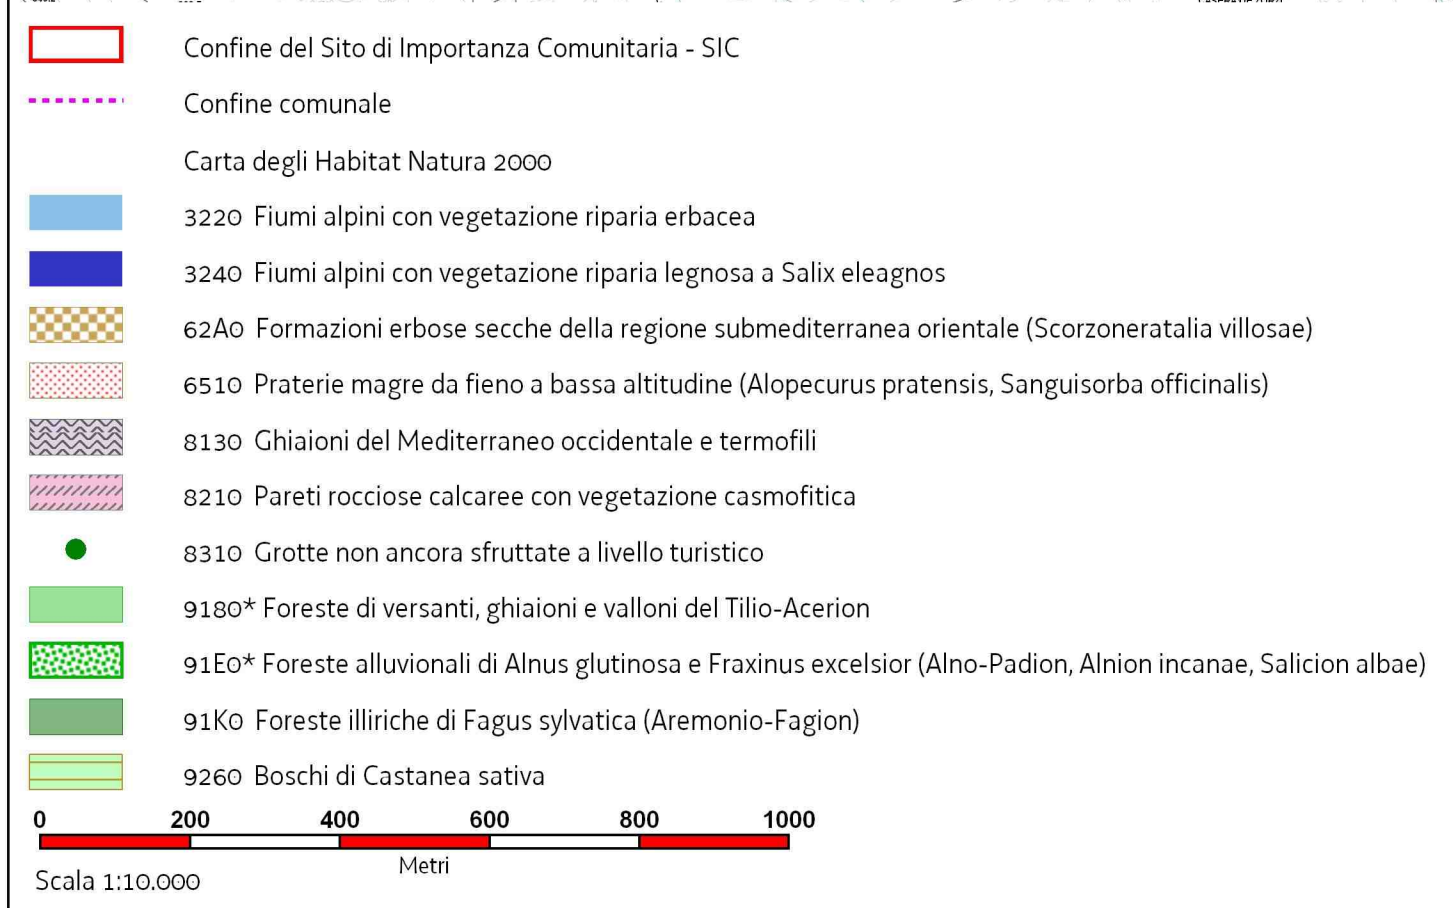 Confine del Sito di Importanza Comunitaria - SIC
Confine comunale
Carta degli Habitat Natura 2000
3220 Fiumi alpini con vegetazione riparia erbacea
3240 Fiumi alpini con vegetazione riparia legnosa a Salix eleagnos
62A0 Formazioni erbose secche della regione submediterranea orientale (Scorzoneratalia villosae)
6510 Praterie magre da fieno a bassa altitudine (Alopecurus pratensis, Sanguisorba officinalis)
8130 Ghiaioni del Mediterraneo occidentale e termofili
8210 Pareti rocciose calcaree con vegetazione casmofitica
8310 Grotte non ancora sfruttate a livello turistico
9180* Foreste di versanti, ghiaioni e valloni del Tilio-Acerion
91E0* Foreste alluvionali di Alnus glutinosa e Fraxinus excelsior (Alno-Padion, Alnion incanae, Salicion albae)
91K0 Foreste illiriche di Fagus sylvatica (Aremonio-Fagion)
9260 Boschi di Castanea sativa
0 200 400 600 800 1000
Metri
Scala 1:10.000